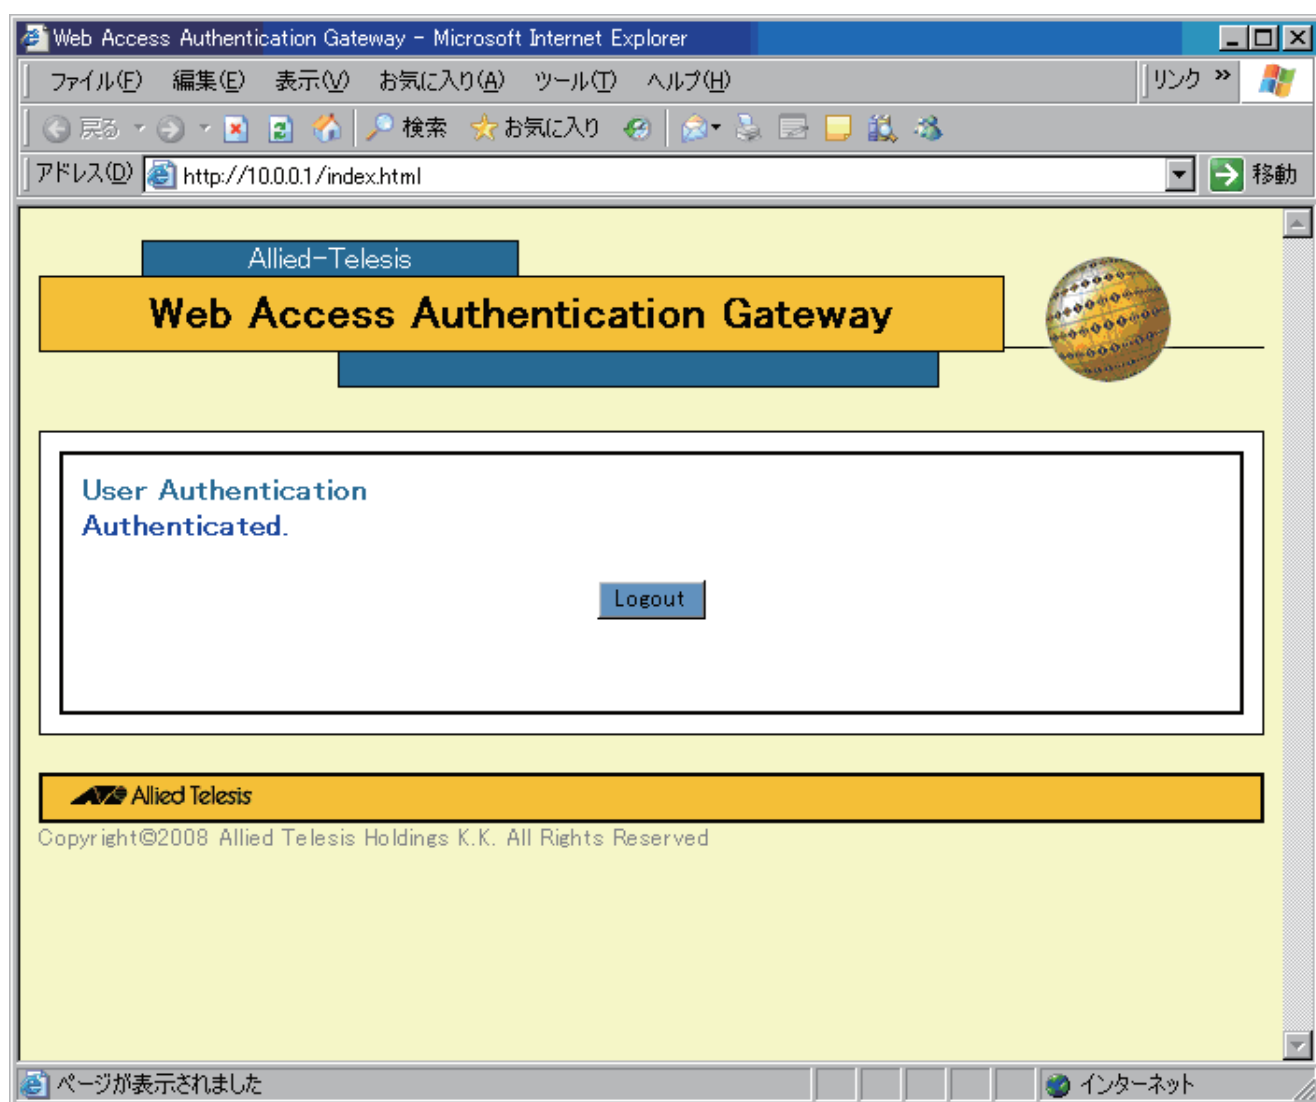 Web Access Authentication Gateway - Microsoft Internet Explorer
ファイル(F) 編集(E) 表示(V) お気に入り(A) ツール(T) ヘルプ(H) リンク »
戻る 検索 お気に入り
アドレス(D) http://10.0.0.1/index.html 移動
Allied-Telesis
Web Access Authentication Gateway
User Authentication
Authenticated.
Logout
Allied Telesis
Copyright©2008 Allied Telesis Holdings K.K. All Rights Reserved
ページが表示されました インターネット